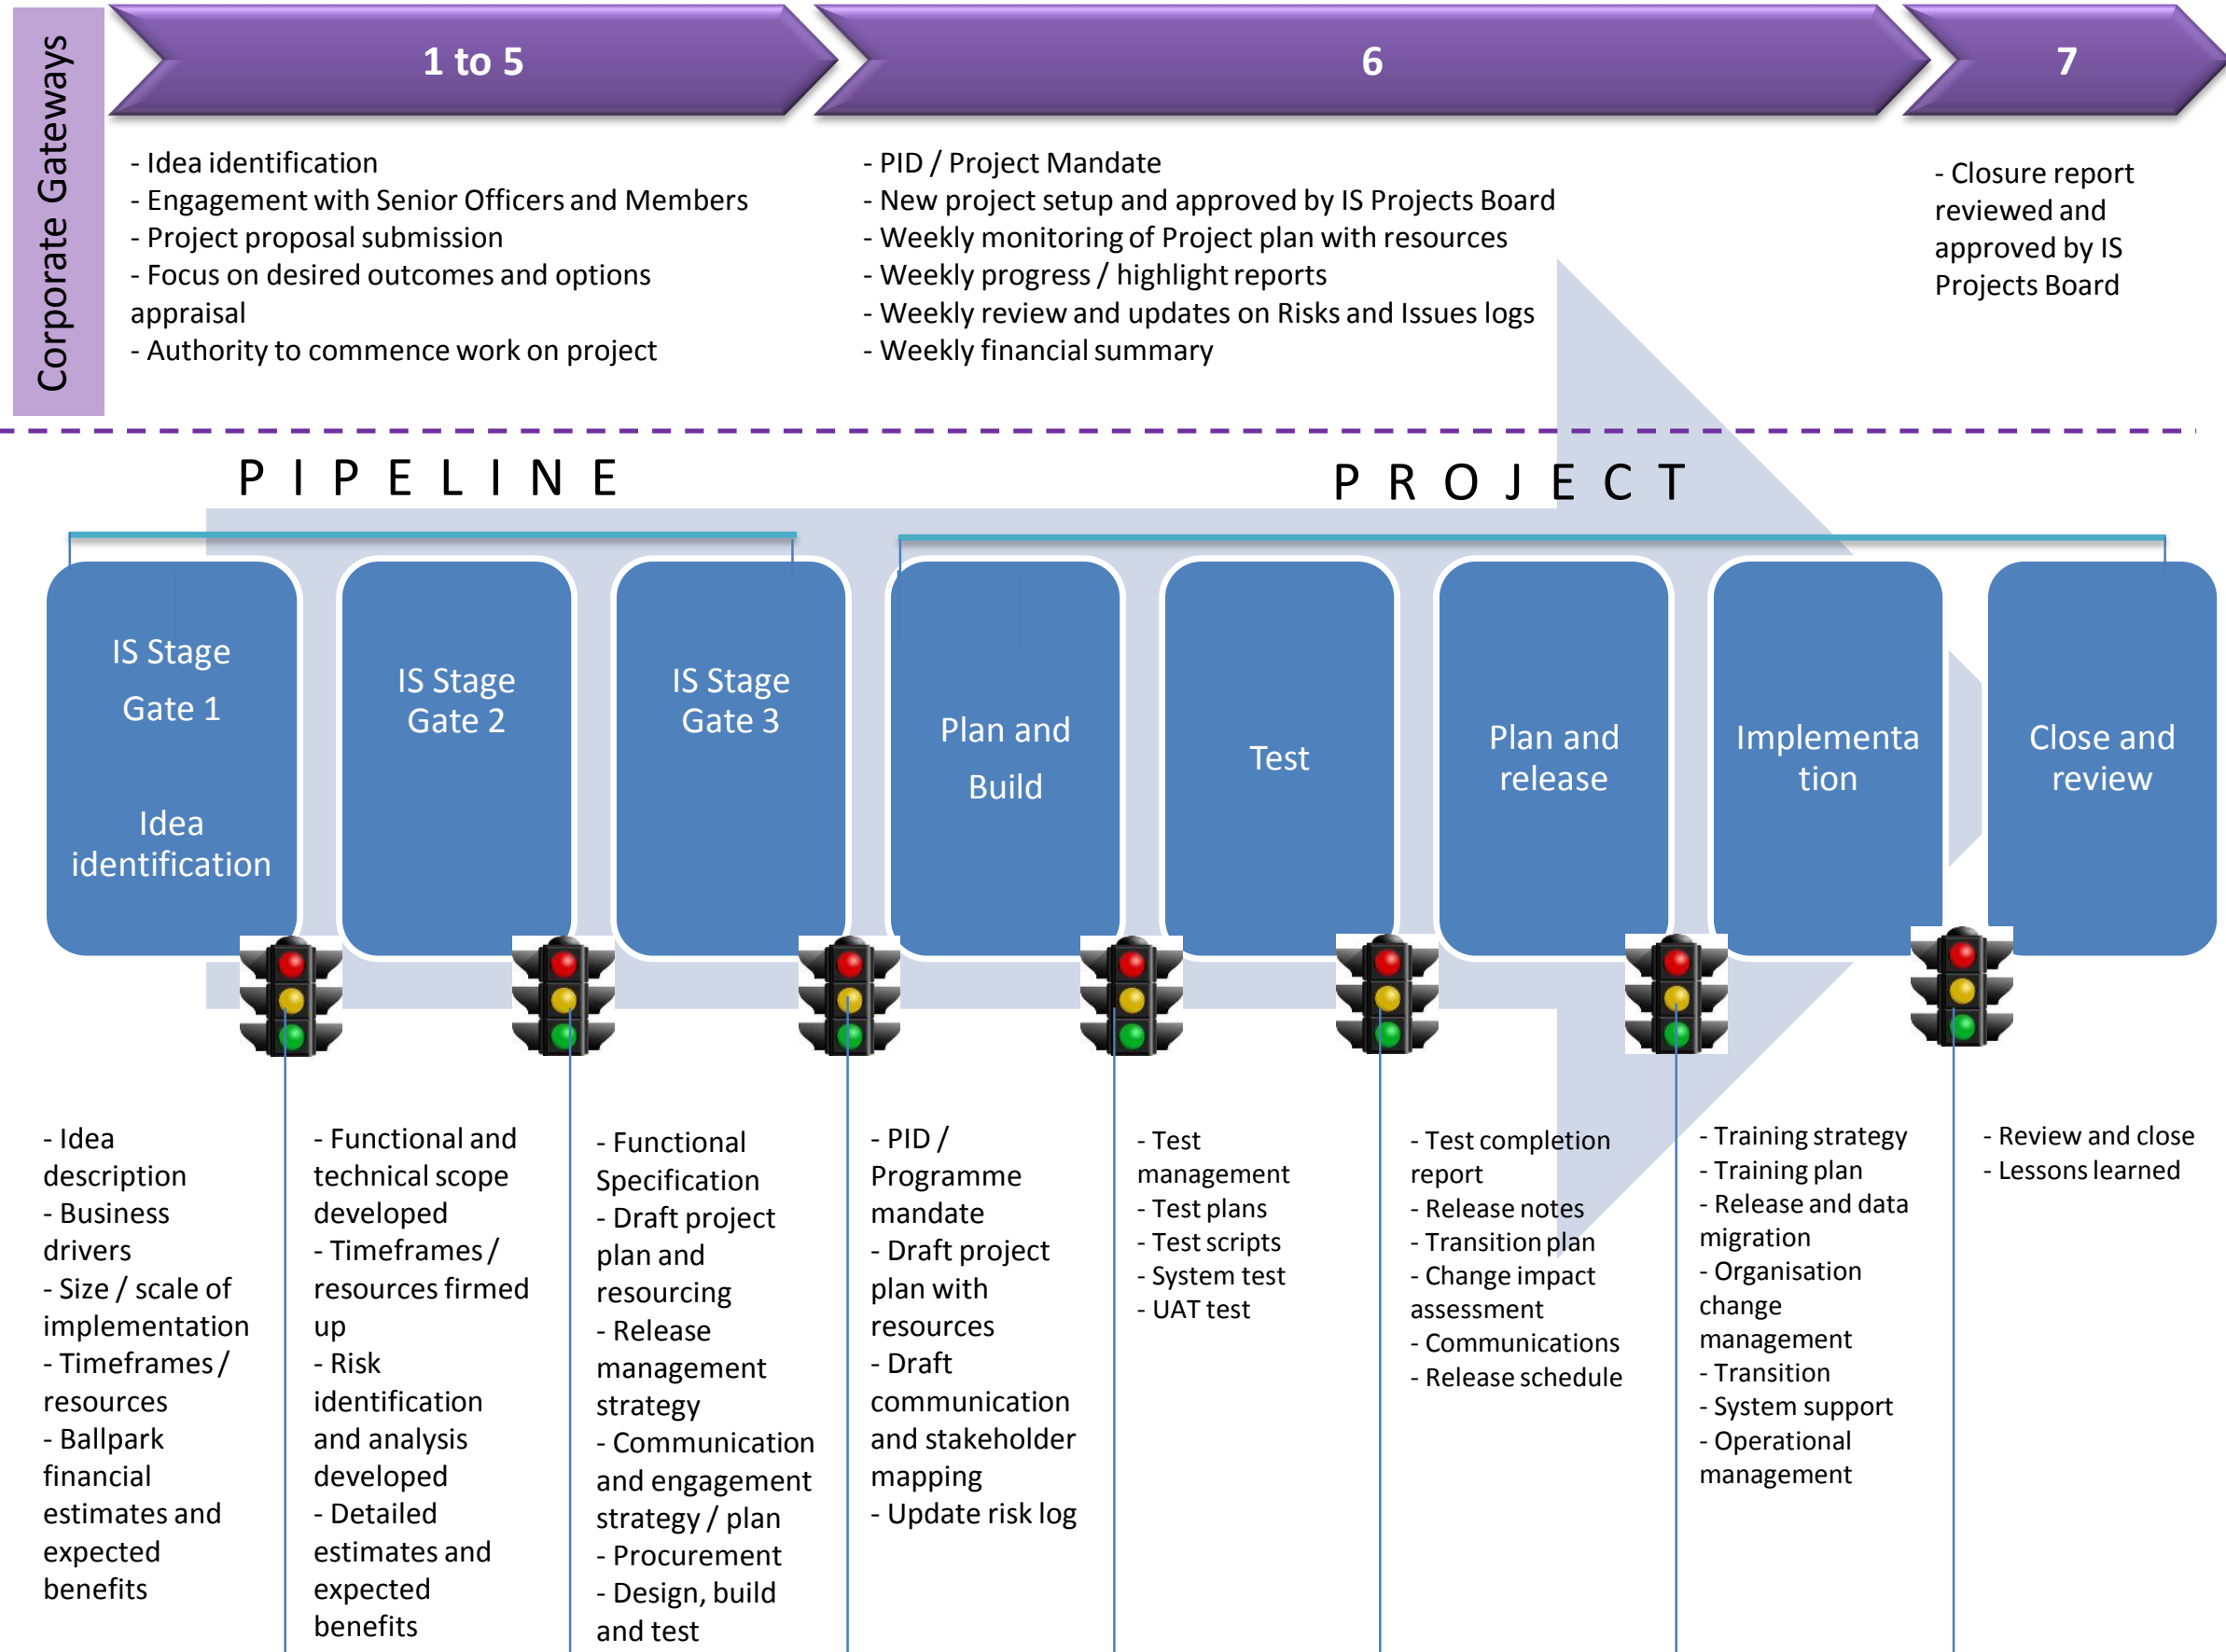 Corporate Gateways
1 to 5
6
7
- Idea identification
- Engagement with Senior Officers and Members
- Project proposal submission
- Focus on desired outcomes and options
appraisal
- Authority to commence work on project
- PID / Project Mandate
- New project setup and approved by IS Projects Board
- Weekly monitoring of Project plan with resources
- Weekly progress / highlight reports
- Weekly review and updates on Risks and Issues logs
- Weekly financial summary
- Closure report
reviewed and
approved by IS
Projects Board
P I P E L I N E
P R O J E C T
IS Stage
Gate 1
Idea
identification
IS Stage
Gate 2
IS Stage
Gate 3
Plan and
Build
Test
Plan and
release
Implementa
tion
Close and
review
- Idea
description
- Business
drivers
- Size / scale of
implementation
- Timeframes /
resources
- Ballpark
financial
estimates and
expected
benefits
- Functional and
technical scope
developed
- Timeframes /
resources firmed
up
- Risk
identification
and analysis
developed
- Detailed
estimates and
expected
benefits
- Functional
Specification
- Draft project
plan and
resourcing
- Release
management
strategy
- Communication
and engagement
strategy / plan
- Procurement
- Design, build
and test
- PID /
Programme
mandate
- Draft project
plan with
resources
- Draft
communication
and stakeholder
mapping
- Update risk log
- Test
management
- Test plans
- Test scripts
- System test
- UAT test
- Test completion
report
- Release notes
- Transition plan
- Change impact
assessment
- Communications
- Release schedule
- Training strategy
- Training plan
- Release and data
migration
- Organisation
change
management
- Transition
- System support
- Operational
management
- Review and close
- Lessons learned